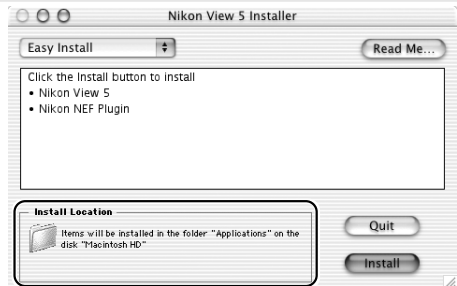 Nikon View 5 Installer
Easy Install
Read Me...
Click the Install button to install
• Nikon View 5
• Nikon NEF Plugin
Install Location
Items will be installed in the folder "Applications" on the
disk "Macintosh HD"
Quit
Install